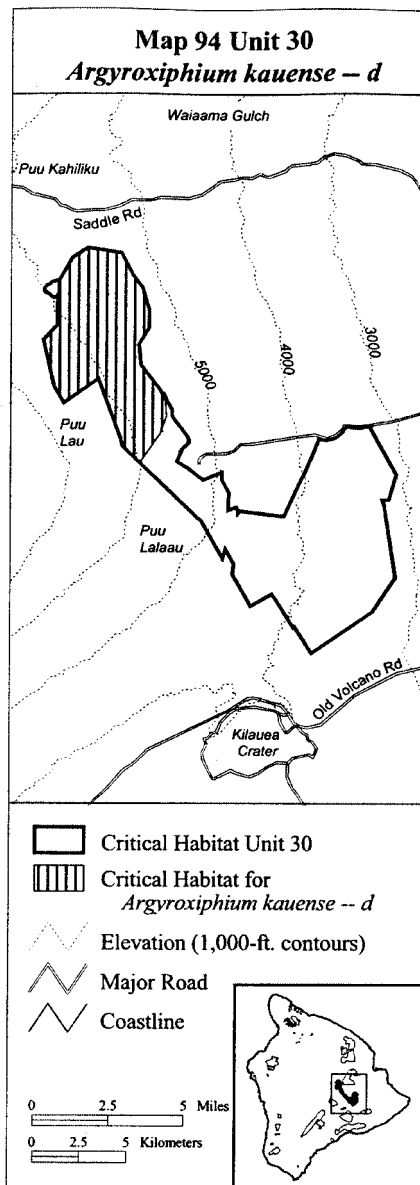 Map 94 Unit 30
Argyroxiphium kauense -- d
Waiaama Gulch
Puu Kahiliku
Saddle Rd
5000
4000
3000
Puu
Lau
Puu
Lalaau
Old Volcano Rd
Kilauea
Crater
Critical Habitat Unit 30
Critical Habitat for
Argyroxiphium kauense -- d
Elevation (1,000-ft. contours)
Major Road
Coastline
0 2.5 5 Miles
0 2.5 5 Kilometers